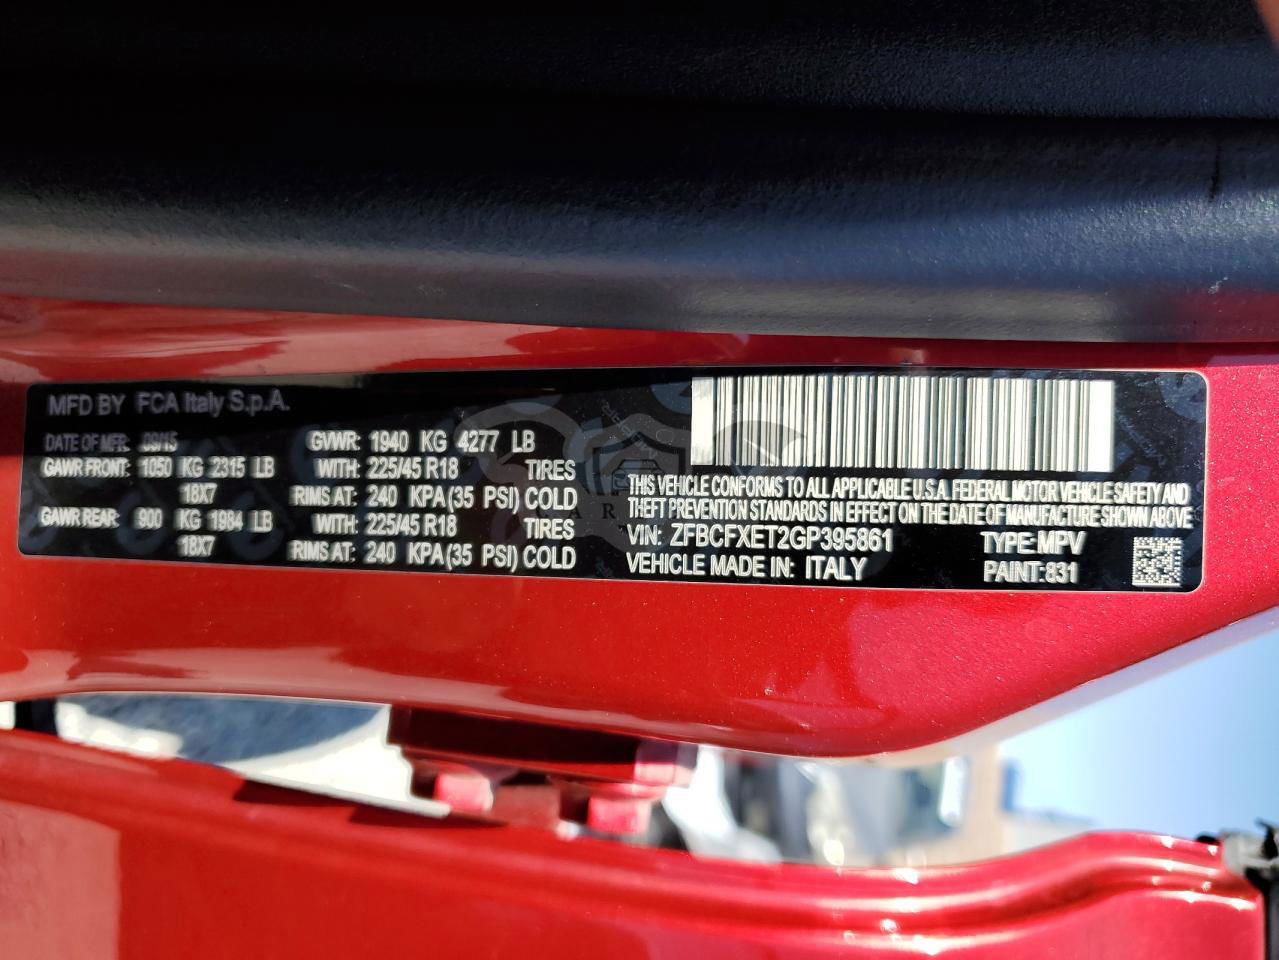 MFD BY FCA Italy S.p.A.
DATE OF MFR: 09/15 GVWR: 1940 KG 4277 LB
GAWR FRONT: 1050 KG 2315 LB WITH: 225/45 R18 TIRES
18X7 RIMS AT: 240 KPA (35 PSI) COLD
GAWR REAR: 900 KG 1984 LB WITH: 225/45 R18 TIRES
18X7 RIMS AT: 240 KPA (35 PSI) COLD
THIS VEHICLE CONFORMS TO ALL APPLICABLE U.S.A. FEDERAL MOTOR VEHICLE SAFETY AND
THEFT PREVENTION STANDARDS IN EFFECT ON THE DATE OF MANUFACTURE SHOWN ABOVE
VIN: ZFBCFXET2GP395861 TYPE: MPV
VEHICLE MADE IN: ITALY PAINT: 831